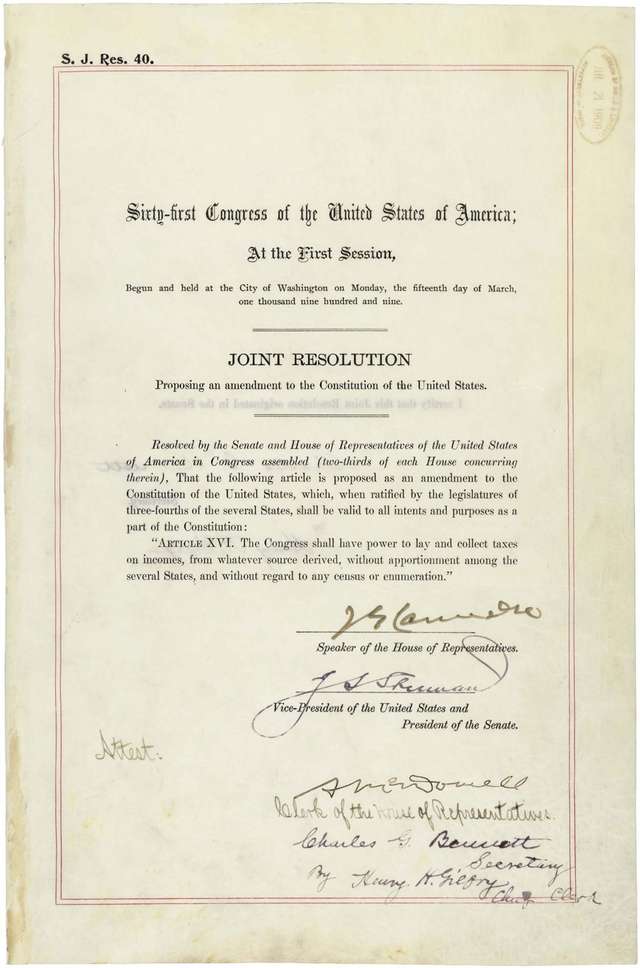 S. J. Res. 40.
Sixty-first Congress of the United States of America;
At the First Session,
Begun and held at the City of Washington on Monday, the fifteenth day of March,
one thousand nine hundred and nine.
JOINT RESOLUTION
Proposing an amendment to the Constitution of the United States.
Resolved by the Senate and House of Representatives of the United States
of America in Congress assembled (two-thirds of each House concurring
therein), That the following article is proposed as an amendment to the
Constitution of the United States, which, when ratified by the legislatures of
three-fourths of the several States, shall be valid to all intents and purposes as a
part of the Constitution:
"ARTICLE XVI. The Congress shall have power to lay and collect taxes
on incomes, from whatever source derived, without apportionment among the
several States, and without regard to any census or enumeration."
Speaker of the House of Representatives.
J S Sherman
Vice-President of the United States and
President of the Senate.
Attest:
A McDowell
Clerk of the House of Representatives.
Charles G. Bennett
Secretary
By Henry H. Gilfry
Chief Clerk